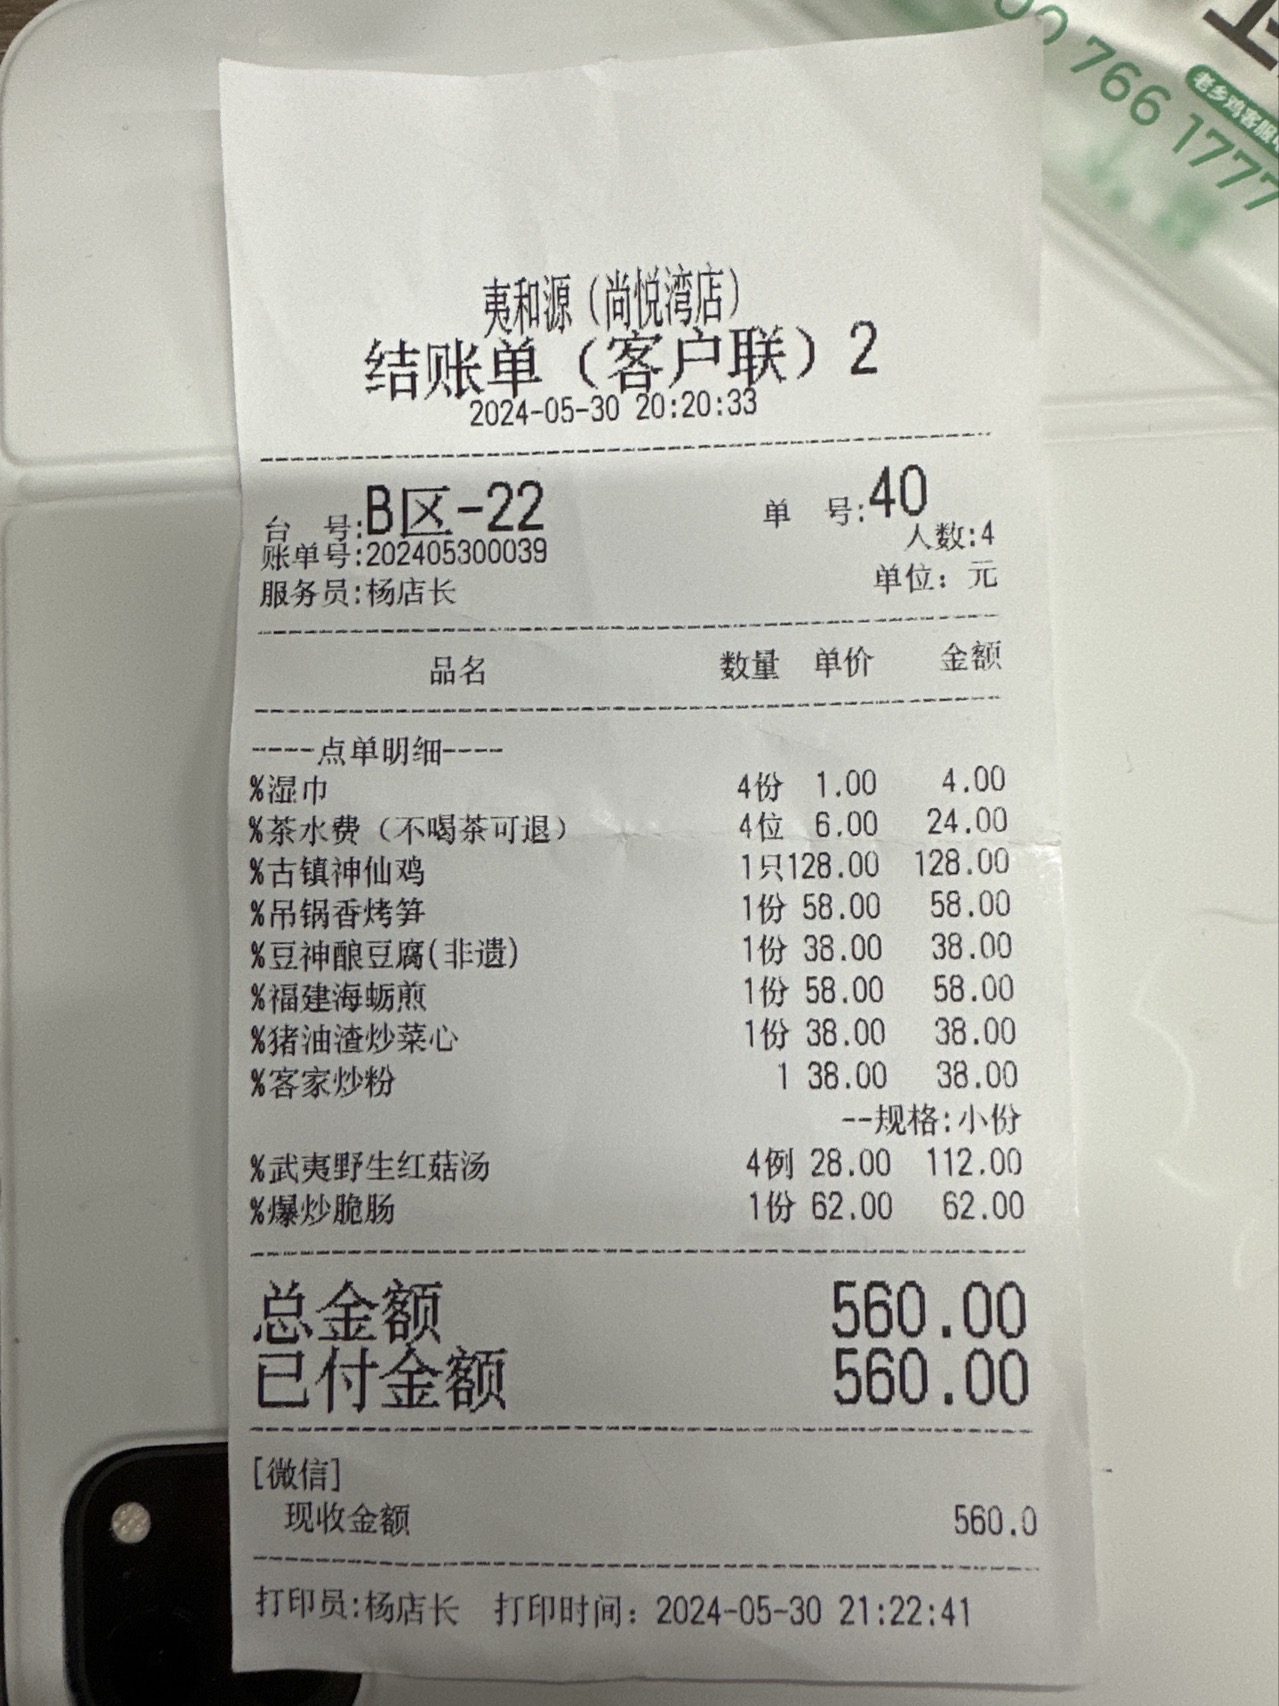 766 1777
老乡鸡客服
夷和源（尚悦湾店）
结账单（客户联）2
2024-05-30 20:20:33
台 号:B区-22 单 号:40
人数:4
账单号:202405300039
服务员:杨店长 单位：元
品名 数量 单价 金额
----点单明细----
%湿巾 4份 1.00 4.00
%茶水费（不喝茶可退） 4位 6.00 24.00
%古镇神仙鸡 1只128.00 128.00
%吊锅香烤笋 1份 58.00 58.00
%豆神酿豆腐(非遗) 1份 38.00 38.00
%福建海蛎煎 1份 58.00 58.00
%猪油渣炒菜心 1份 38.00 38.00
%客家炒粉 1 38.00 38.00
--规格:小份
%武夷野生红菇汤 4例 28.00 112.00
%爆炒脆肠 1份 62.00 62.00
总金额 560.00
已付金额 560.00
[微信]
现收金额 560.0
打印员:杨店长 打印时间：2024-05-30 21:22:41